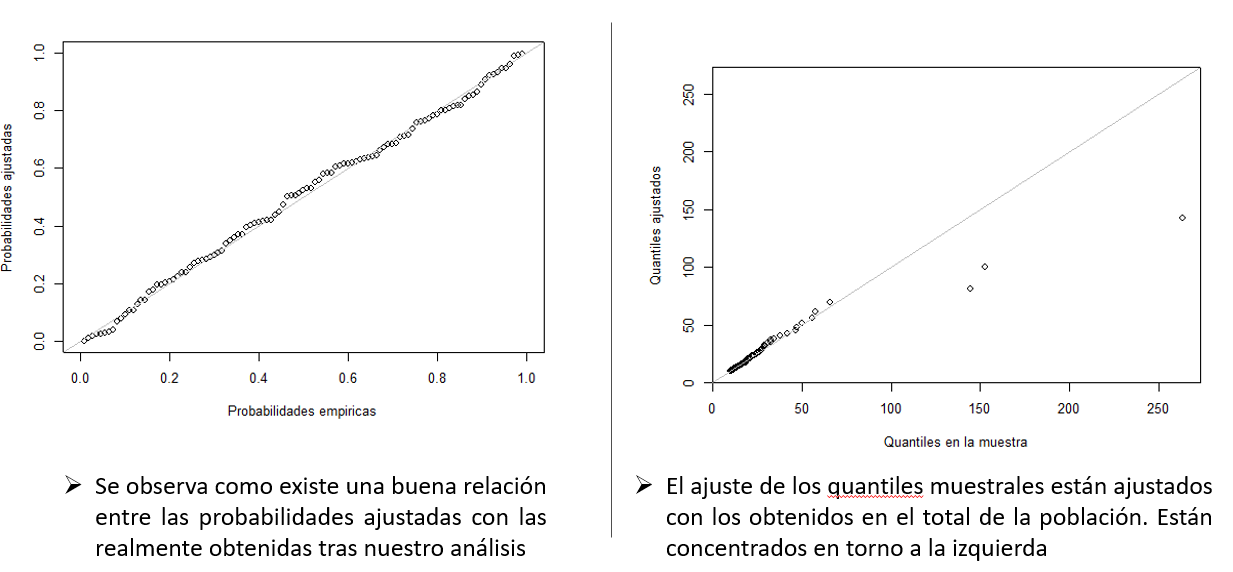 1.0
0.8
0.6
0.4
0.2
0.0
Probabilidades ajustadas
0.0 0.2 0.4 0.6 0.8 1.0
Probabilidades empiricas
➢ Se observa como existe una buena relación
entre las probabilidades ajustadas con las
realmente obtenidas tras nuestro análisis
250
200
150
100
50
0
Quantiles ajustados
0 50 100 150 200 250
Quantiles en la muestra
➢ El ajuste de los quantiles muestrales están ajustados
con los obtenidos en el total de la población. Están
concentrados en torno a la izquierda